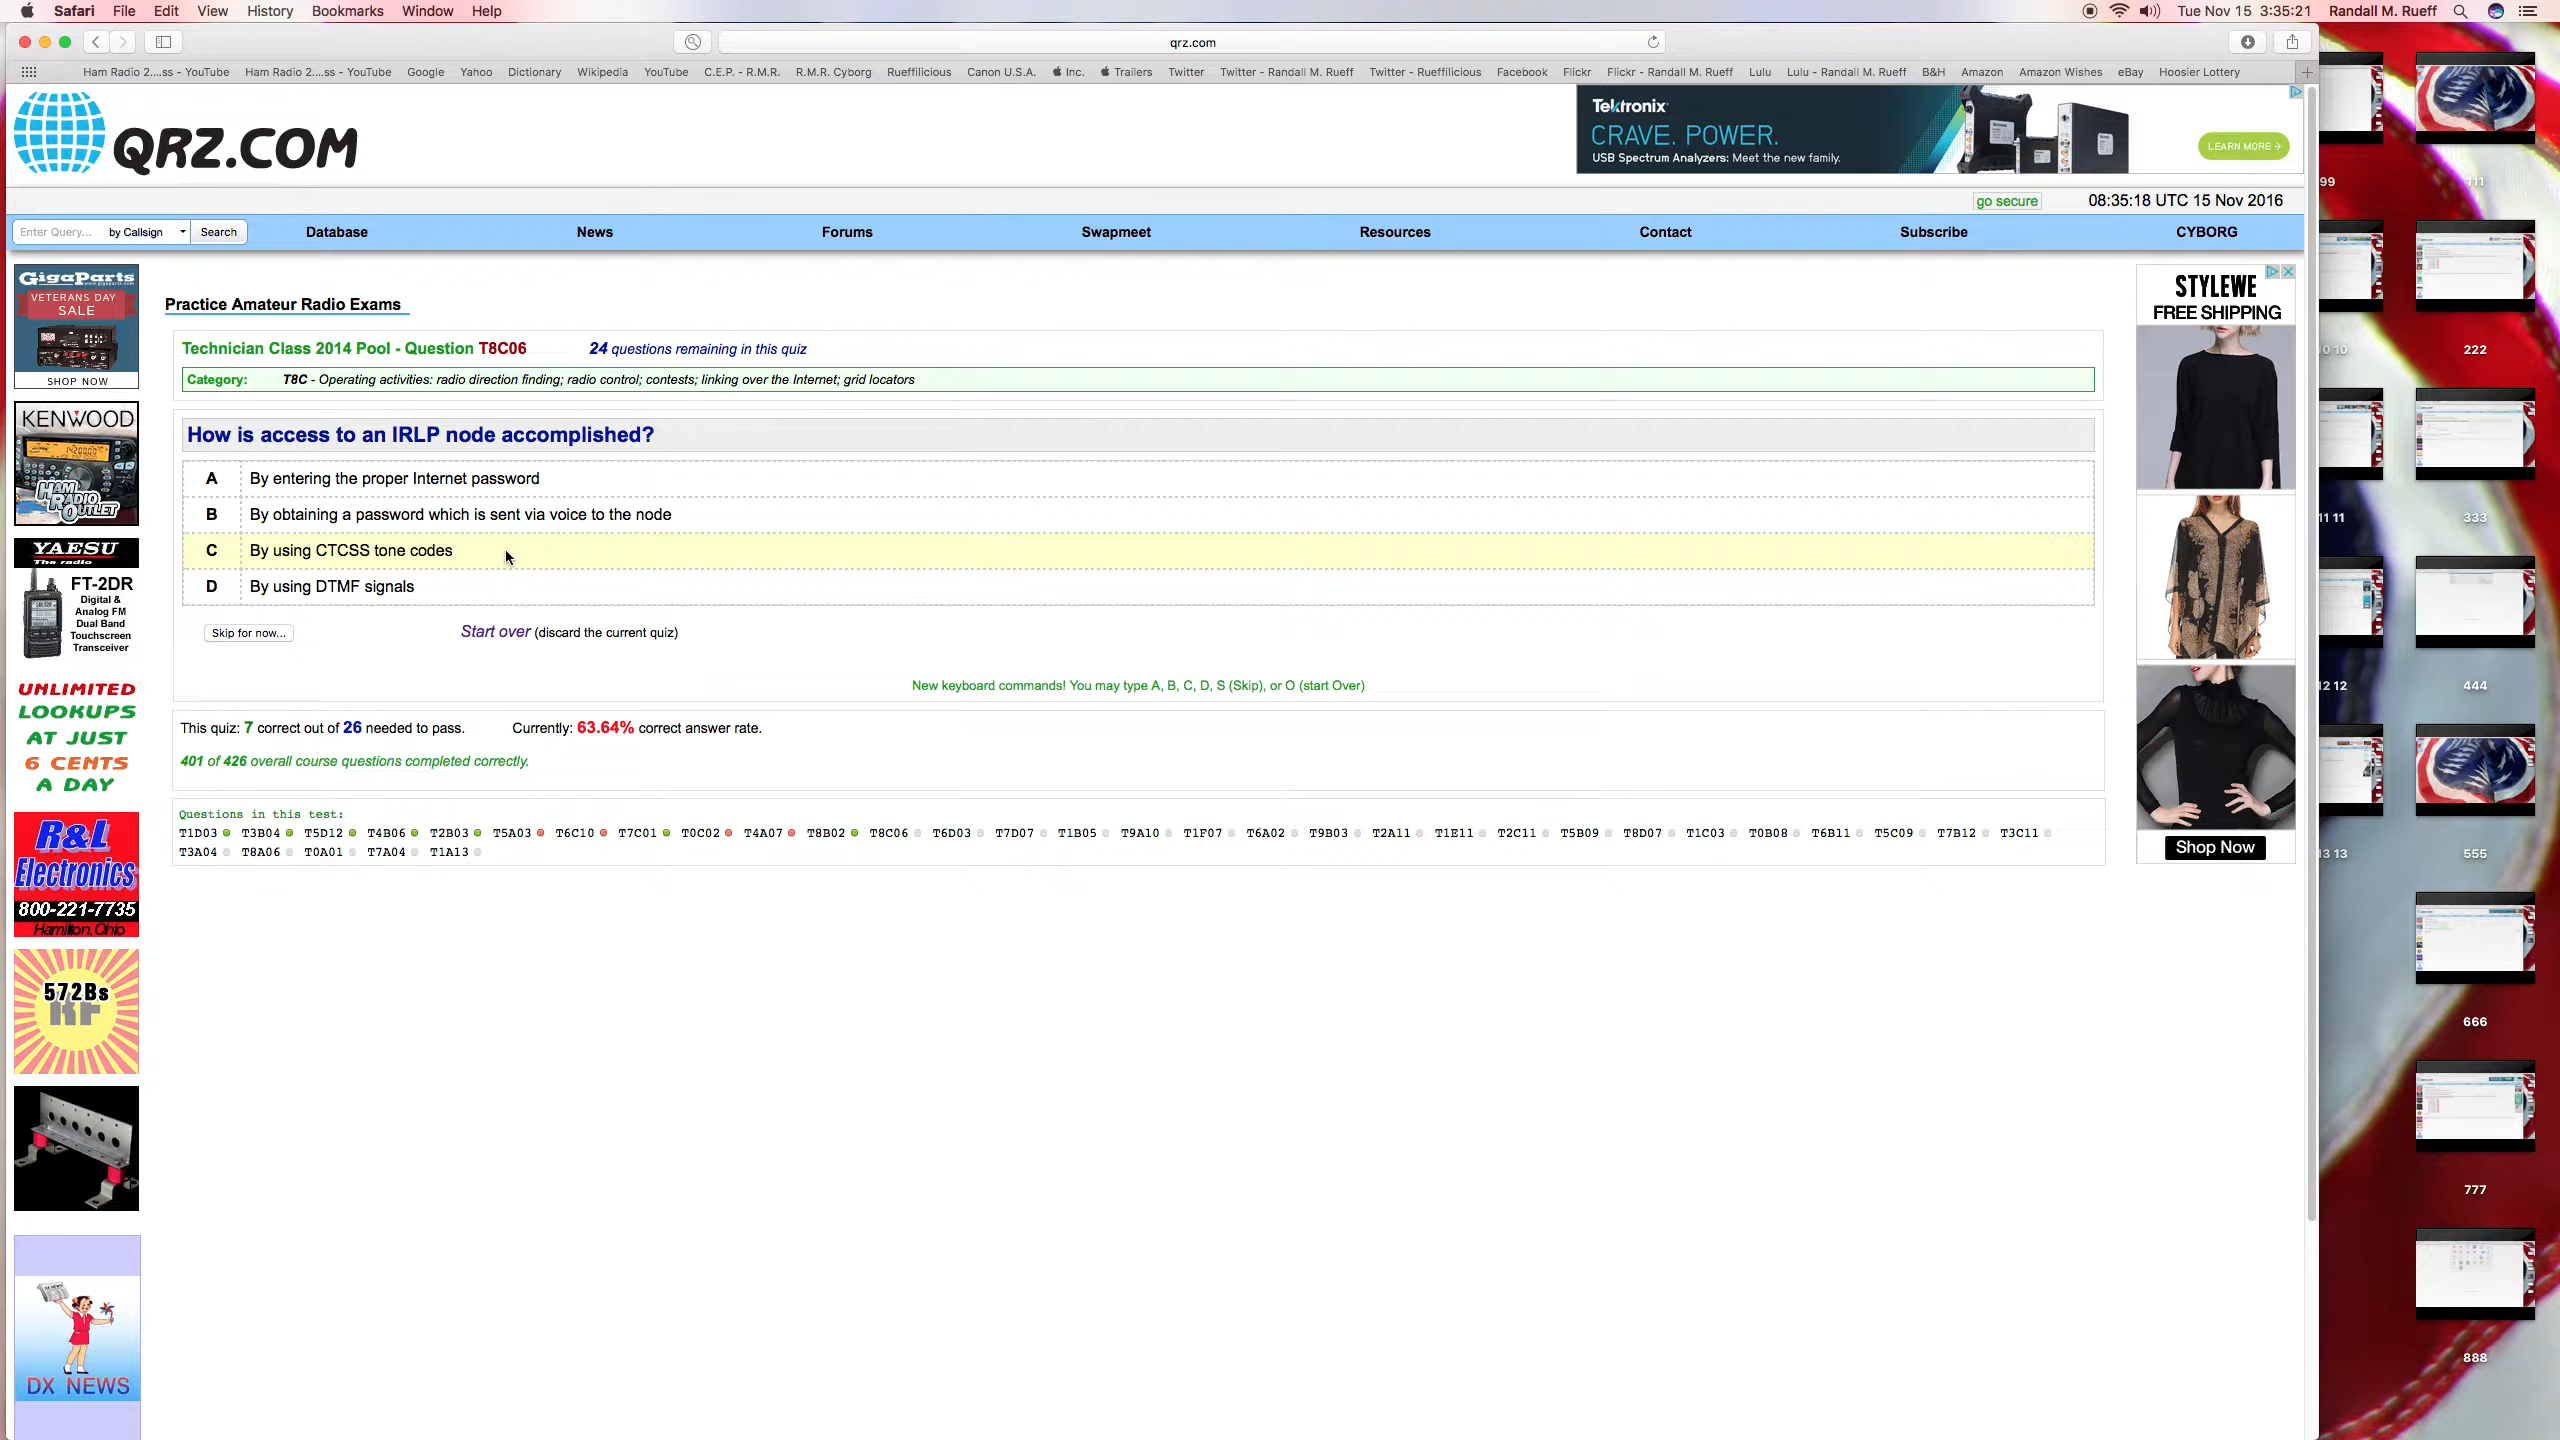 Safari File Edit View History Bookmarks Window Help
Tue Nov 15 3:35:21 Randall M. Rueff
qrz.com
Ham Radio 2....ss - YouTube Ham Radio 2....ss - YouTube Google Yahoo Dictionary Wikipedia YouTube C.E.P. - R.M.R. R.M.R. Cyborg Rueffilicious Canon U.S.A. Inc. Trailers Twitter Twitter - Randall M. Rueff Twitter - Rueffilicious Facebook Flickr Flickr - Randall M. Rueff Lulu Lulu - Randall M. Rueff B&H Amazon Amazon Wishes eBay Hoosier Lottery
QRZ.COM
Tektronix
CRAVE. POWER.
USB Spectrum Analyzers: Meet the new family.
LEARN MORE
go secure 08:35:18 UTC 15 Nov 2016
Enter Query... by Callsign Search Database News Forums Swapmeet Resources Contact Subscribe CYBORG
GigaParts
VETERANS DAY
SALE
SHOP NOW
KENWOOD
HAM RADIO OUTLET
YAESU
The radio
FT-2DR
Digital &
Analog FM
Dual Band
Touchscreen
Transceiver
UNLIMITED
LOOKUPS
AT JUST
6 CENTS
A DAY
R&L
Electronics
800-221-7735
Hamilton, Ohio
572Bs
RF
DX NEWS
Practice Amateur Radio Exams
Technician Class 2014 Pool - Question T8C06 24 questions remaining in this quiz
Category: T8C - Operating activities: radio direction finding; radio control; contests; linking over the Internet; grid locators
How is access to an IRLP node accomplished?
A By entering the proper Internet password
B By obtaining a password which is sent via voice to the node
C By using CTCSS tone codes
D By using DTMF signals
Skip for now... Start over (discard the current quiz)
New keyboard commands! You may type A, B, C, D, S (Skip), or O (start Over)
This quiz: 7 correct out of 26 needed to pass. Currently: 63.64% correct answer rate.
401 of 426 overall course questions completed correctly.
Questions in this test:
T1D03 T3B04 T5D12 T4B06 T2B03 T5A03 T6C10 T7C01 T0C02 T4A07 T8B02 T8C06 T6D03 T7D07 T1B05 T9A10 T1F07 T6A02 T9B03 T2A11 T1E11 T2C11 T5B09 T8D07 T1C03 T0B08 T6B11 T5C09 T7B12 T3C11
T3A04 T8A06 T0A01 T7A04 T1A13
STYLEWE
FREE SHIPPING
Shop Now
99 111
10 10 222
11 11 333
12 12 444
13 13 555
666
777
888